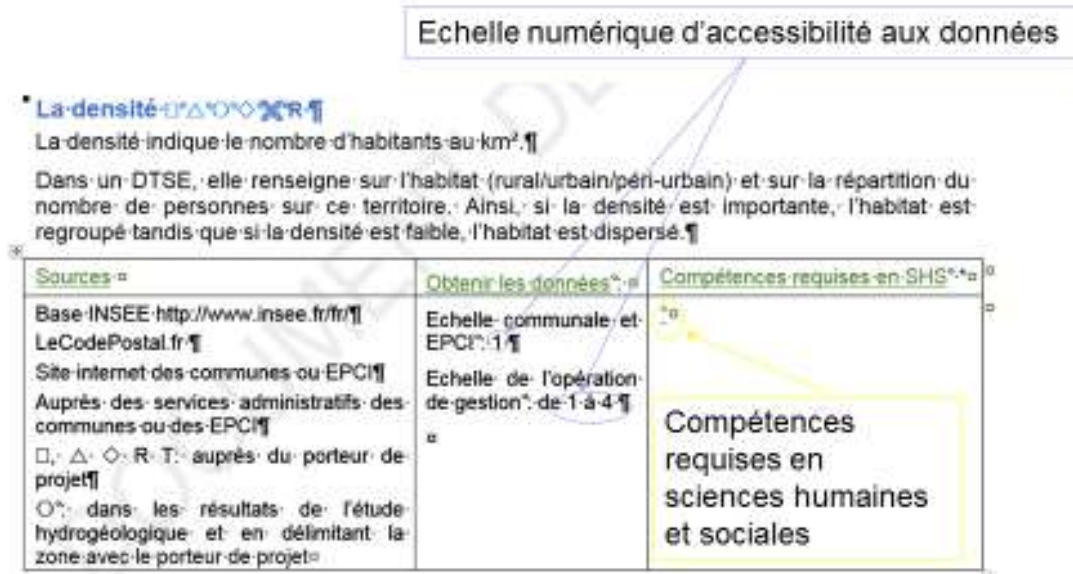 Echelle numérique d'accessibilité aux données
La·densité·□°△°○°◇°⌘°R·¶
La·densité·indique·le·nombre·d'habitants·au·km².¶
Dans·un·DTSE,·elle·renseigne·sur·l'habitat·(rural/urbain/péri-urbain)·et·sur·la·répartition·du·
nombre·de·personnes·sur·ce·territoire.·Ainsi,·si·la·densité·est·importante,·l'habitat·est·
regroupé·tandis·que·si·la·densité·est·faible,·l'habitat·est·dispersé.¶
Sources·¤
Base·INSEE·http://www.insee.fr/fr/¶
LeCodePostal.fr·¶
Site·internet·des·communes·ou·EPCI¶
Auprès·des·services·administratifs·des·
communes·ou·des·EPCI¶
□,·△·◇·R·T:·auprès·du·porteur·de·
projet¶
○°:·dans·les·résultats·de·l'étude·
hydrogéologique·et·en·délimitant·la·
zone·avec·le·porteur·de·projet¤
Obtenir·les·données°:·¤
Echelle·communale·et·
EPCI°:·1·¶
Echelle·de·l'opération·
de·gestion°:·de·1·à·4·¶
¤
Compétences·requises·en·SHS°·*¤
*¤
Compétences
requises en
sciences humaines
et sociales